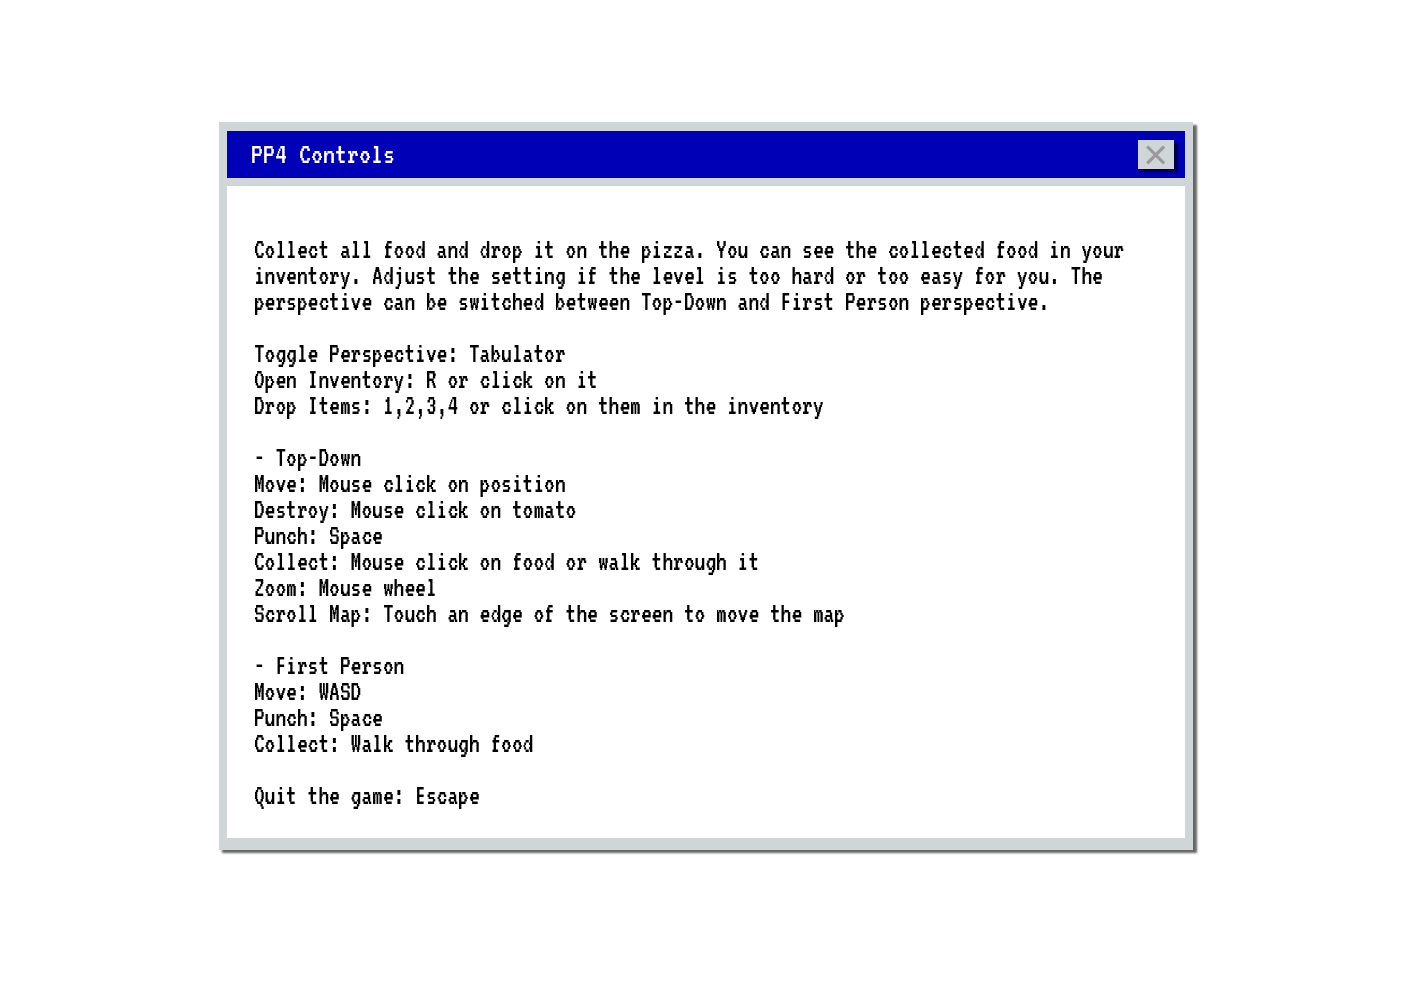 PP4 Controls
Collect all food and drop it on the pizza. You can see the collected food in your
inventory. Adjust the setting if the level is too hard or too easy for you. The
perspective can be switched between Top-Down and First Person perspective.
Toggle Perspective: Tabulator
Open Inventory: R or click on it
Drop Items: 1,2,3,4 or click on them in the inventory
- Top-Down
Move: Mouse click on position
Destroy: Mouse click on tomato
Punch: Space
Collect: Mouse click on food or walk through it
Zoom: Mouse wheel
Scroll Map: Touch an edge of the screen to move the map
- First Person
Move: WASD
Punch: Space
Collect: Walk through food
Quit the game: Escape